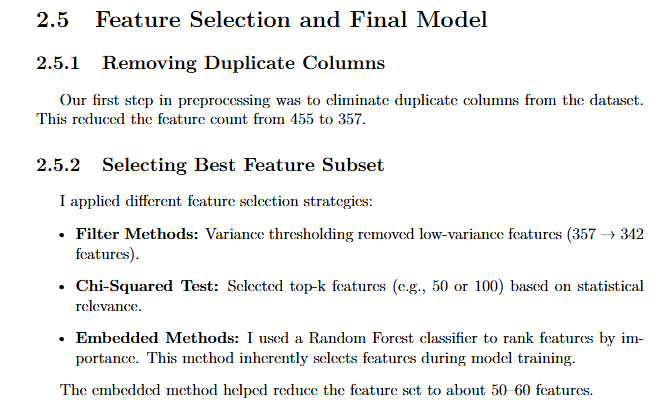 2.5 Feature Selection and Final Model
2.5.1 Removing Duplicate Columns
Our first step in preprocessing was to eliminate duplicate columns from the dataset.
This reduced the feature count from 455 to 357.
2.5.2 Selecting Best Feature Subset
I applied different feature selection strategies:
• Filter Methods: Variance thresholding removed low-variance features (357 → 342
features).
• Chi-Squared Test: Selected top-k features (e.g., 50 or 100) based on statistical
relevance.
• Embedded Methods: I used a Random Forest classifier to rank features by im-
portance. This method inherently selects features during model training.
The embedded method helped reduce the feature set to about 50–60 features.